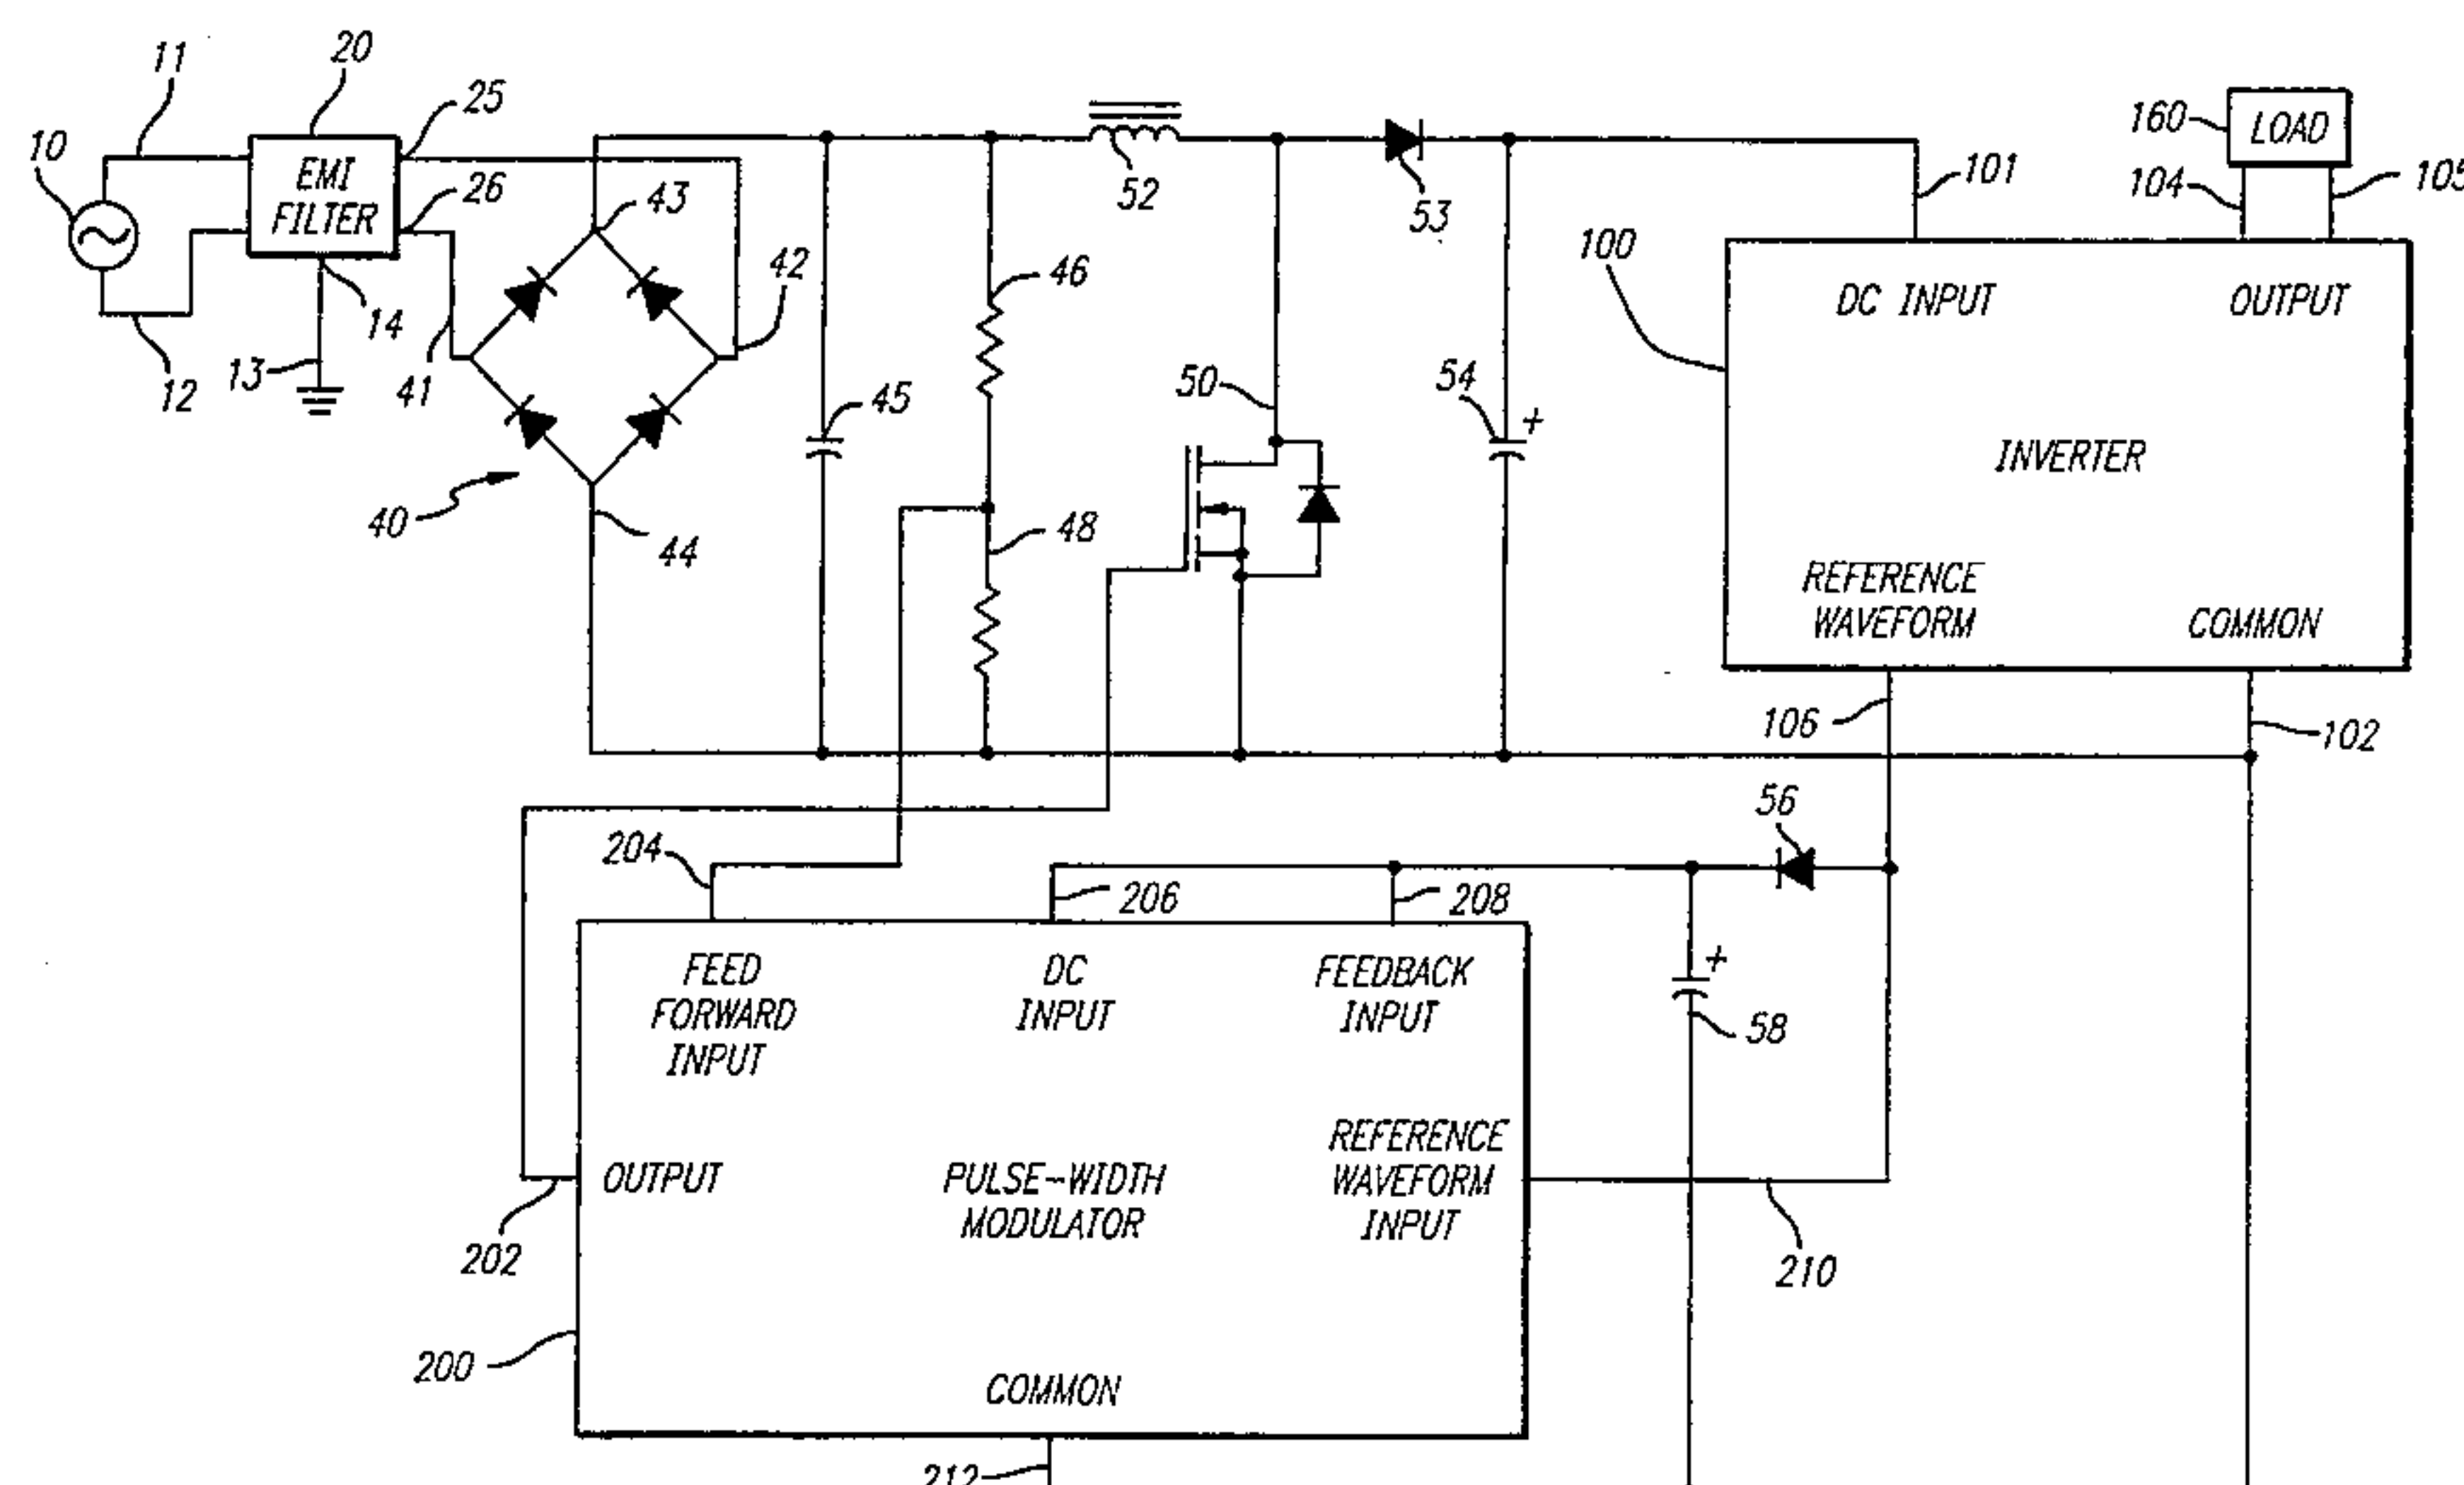 11
20
25
10
EMI
FILTER
26
43
42
14
13
12
41
40
44
45
46
48
52
53
50
54
+
101
160
LOAD
104
105
100
DC INPUT
OUTPUT
INVERTER
REFERENCE
WAVEFORM
COMMON
106
102
56
204
206
208
FEED
FORWARD
INPUT
DC
INPUT
FEEDBACK
INPUT
+
58
REFERENCE
WAVEFORM
INPUT
OUTPUT
PULSE-WIDTH
MODULATOR
202
210
200
COMMON
212